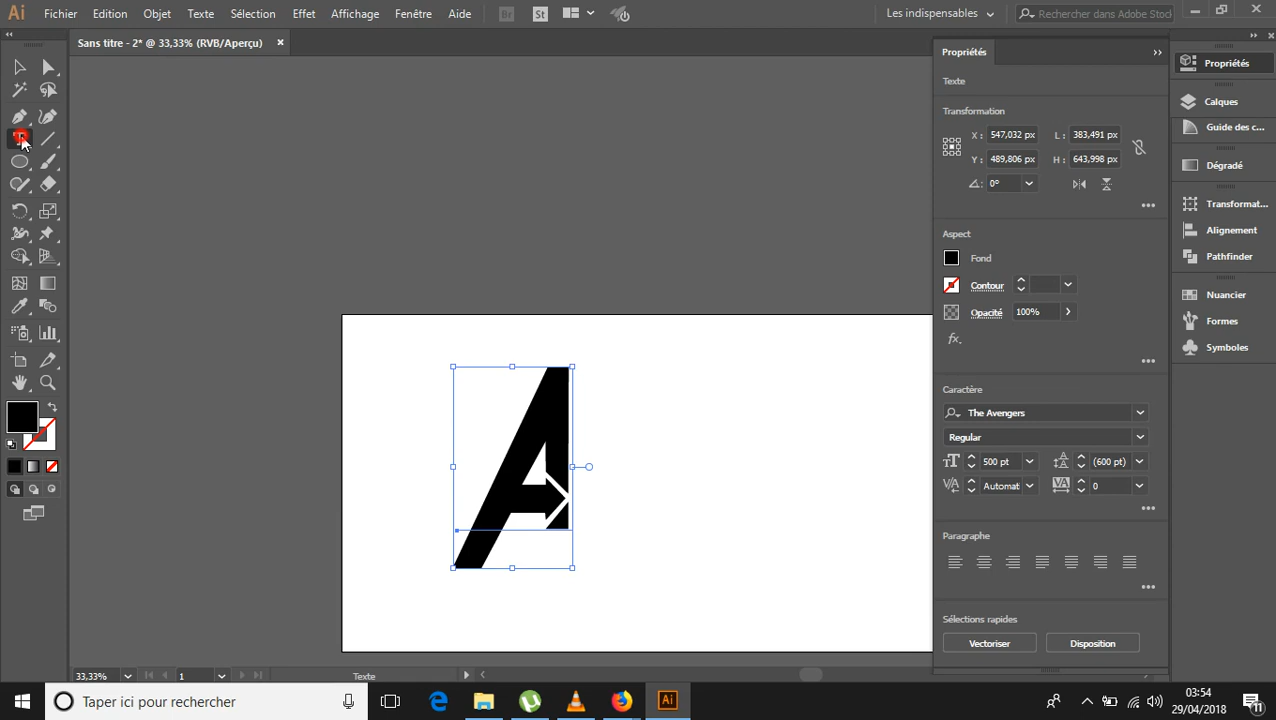 Ai Fichier Edition Objet Texte Sélection Effet Affichage Fenêtre Aide Br St Les indispensables Rechercher dans Adobe Stock
Sans titre - 2* @ 33,33% (RVB/Aperçu) ×
Propriétés
Texte
Transformation
X : 547,032 px L : 383,491 px
Y : 489,806 px H : 643,998 px
0°
Aspect
Fond
Contour
Opacité 100%
fx.
Caractère
The Avengers
Regular
500 pt (600 pt)
Automat 0
Paragraphe
Sélections rapides
Vectoriser Disposition
Propriétés
Calques
Guide des c...
Dégradé
Transformat...
Alignement
Pathfinder
Nuancier
Formes
Symboles
A
33,33% 1 Texte
Taper ici pour rechercher
Ai
03:54
29/04/2018
11